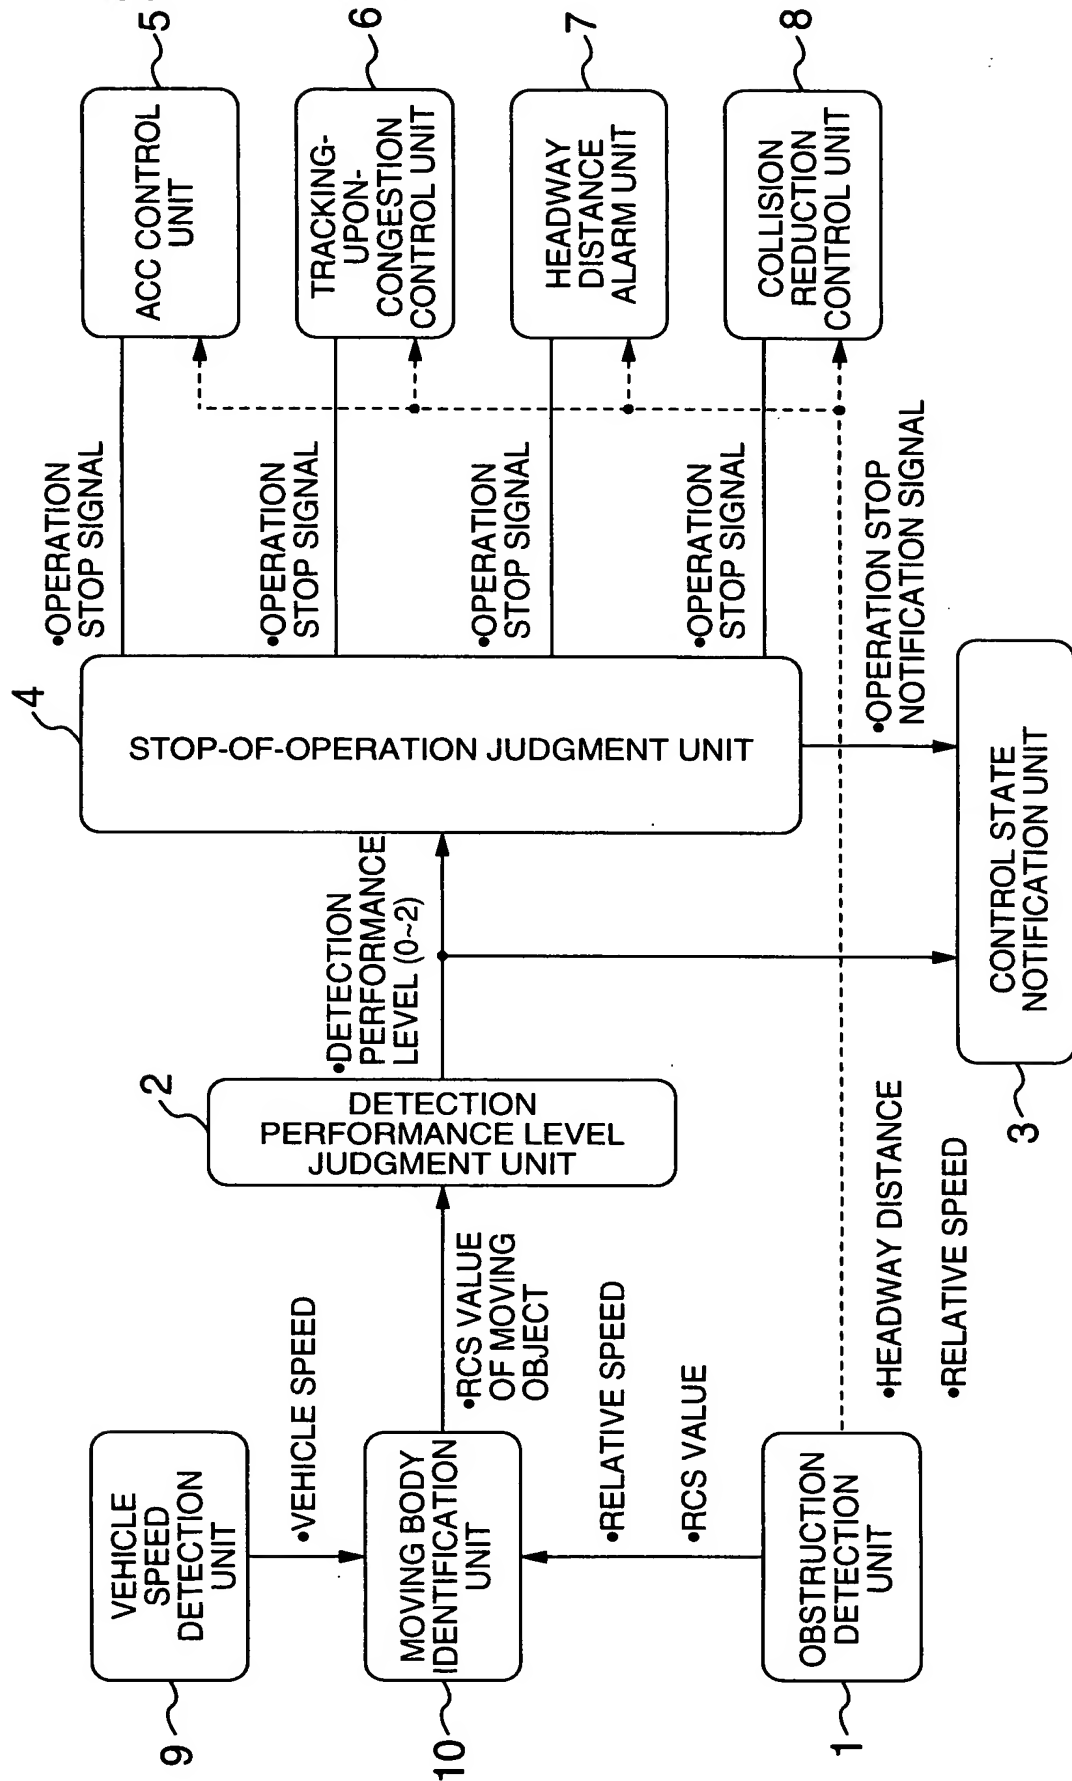 9
VEHICLE
SPEED
DETECTION
UNIT
•VEHICLE SPEED
10
MOVING BODY
IDENTIFICATION
UNIT
•RCS VALUE
OF MOVING
OBJECT
•RELATIVE SPEED
•RCS VALUE
1
OBSTRUCTION
DETECTION
UNIT
•HEADWAY DISTANCE
•RELATIVE SPEED
2
DETECTION
PERFORMANCE LEVEL
JUDGMENT UNIT
•DETECTION
PERFORMANCE
LEVEL (0~2)
3
CONTROL STATE
NOTIFICATION UNIT
4
STOP-OF-OPERATION JUDGMENT UNIT
•OPERATION
STOP SIGNAL
•OPERATION
STOP SIGNAL
•OPERATION
STOP SIGNAL
•OPERATION
STOP SIGNAL
•OPERATION STOP
NOTIFICATION SIGNAL
5
ACC CONTROL
UNIT
6
TRACKING-
UPON-
CONGESTION
CONTROL UNIT
7
HEADWAY
DISTANCE
ALARM UNIT
8
COLLISION
REDUCTION
CONTROL UNIT